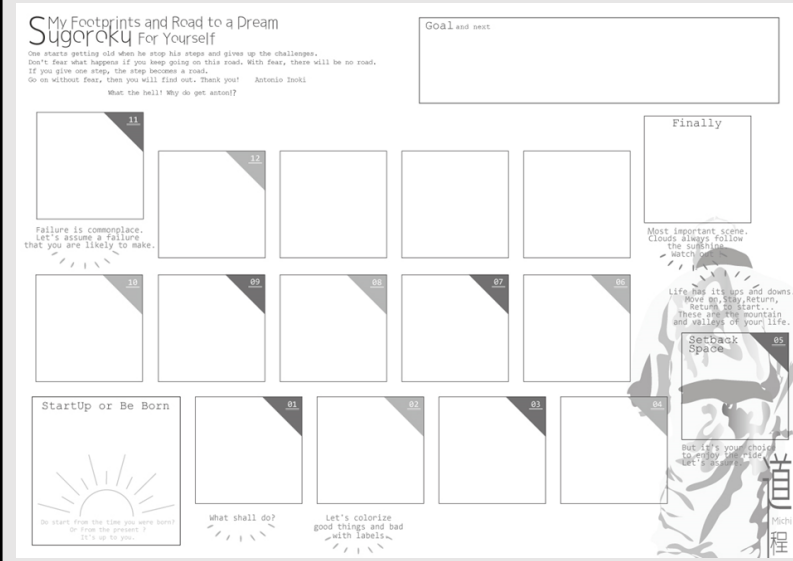 My Footprints and Road to a Dream
Sugoroku For Yourself
One starts getting old when he stop his steps and gives up the challenges.
Don't fear what happens if you keep going on this road. With fear, there will be no road.
If you give one step, the step becomes a road.
Go on without fear, then you will find out. Thank you! Antonio Inoki
What the hell! Why do get anton!?
Goal and next
11
12
Finally
Failure is commonplace.
Let's assume a failure
that you are likely to make.
Most important scene.
Clouds always follow
the sunshine.
Watch out
10
09
08
07
06
Life has its ups and downs.
Move on,Stay,Return,
Return to start...
These are the mountain
and valleys of your life.
Setback
Space
05
But it's your choice
to enjoy the ride.
Let's assume.
StartUp or Be Born
Do start from the time you were born?
Or From the present ?
It's up to you.
01
02
03
04
What shall do?
Let's colorize
good things and bad
with labels.
道
Michi
程